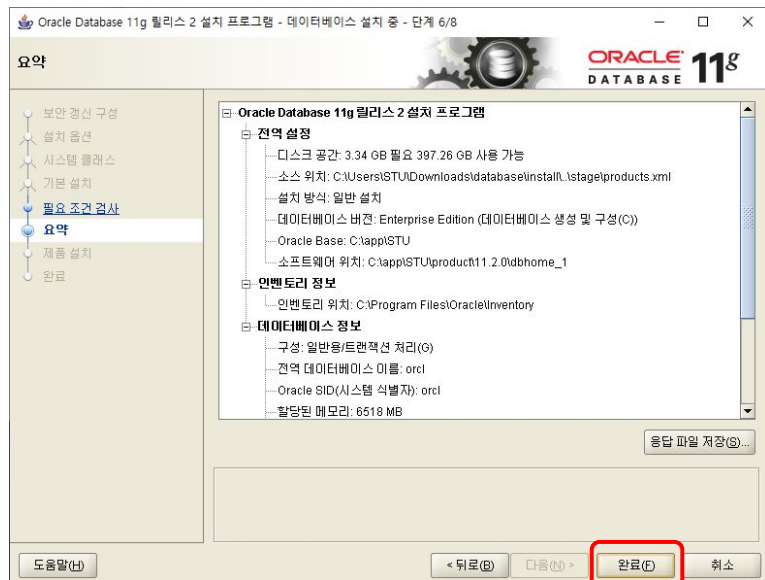 Oracle Database 11g 릴리스 2 설치 프로그램 - 데이터베이스 설치 중 - 단계 6/8
요약
ORACLE
DATABASE 11g
보안 갱신 구성
설치 옵션
시스템 클래스
기본 설치
필요 조건 검사
요약
제품 설치
완료
Oracle Database 11g 릴리스 2 설치 프로그램
전역 설정
디스크 공간: 3.34 GB 필요 397.26 GB 사용 가능
소스 위치: C:\Users\STU\Downloads\database\install\..\stage\products.xml
설치 방식: 일반 설치
데이터베이스 버전: Enterprise Edition (데이터베이스 생성 및 구성(C))
Oracle Base: C:\app\STU
소프트웨어 위치: C:\app\STU\product\11.2.0\dbhome_1
인벤토리 정보
인벤토리 위치: C:\Program Files\Oracle\Inventory
데이터베이스 정보
구성: 일반용/트랜잭션 처리(G)
전역 데이터베이스 이름: orcl
Oracle SID(시스템 식별자): orcl
할당된 메모리: 6518 MB
응답 파일 저장(S)...
도움말(H)
< 뒤로(B)
다음(N) >
완료(F)
취소